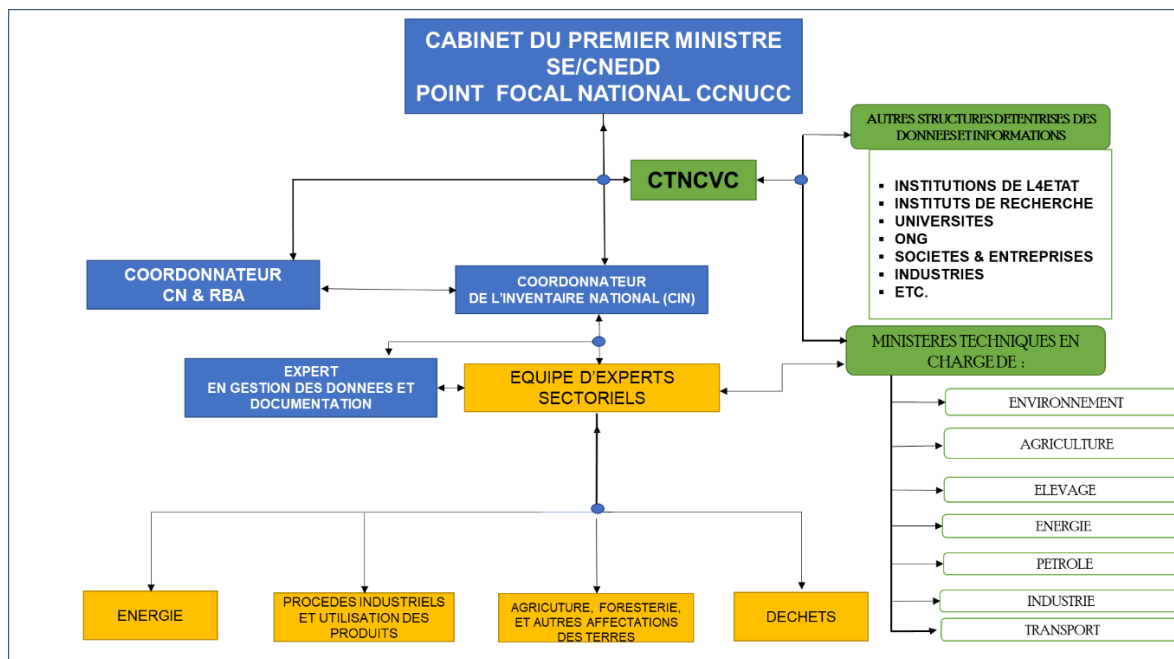 CABINET DU PREMIER MINISTRE
SE/CNEDD
POINT FOCAL NATIONAL CCNUCC
AUTRES STRUCTURES DETENTRISES DES
DONNEES ET INFORMATIONS
CTNCVC
▪ INSTITUTIONS DE L4ETAT
▪ INSTITUTS DE RECHERCHE
▪ UNIVERSITES
▪ ONG
▪ SOCIETES & ENTREPRISES
▪ INDUSTRIES
▪ ETC.
COORDONNATEUR
CN & RBA
COORDONNATEUR
DE L'INVENTAIRE NATIONAL (CIN)
MINISTERES TECHNIQUES EN
CHARGE DE :
EXPERT
EN GESTION DES DONNEES ET
DOCUMENTATION
EQUIPE D'EXPERTS
SECTORIELS
ENVIRONNEMENT
AGRICULTURE
ELEVAGE
ENERGIE
PETROLE
INDUSTRIE
TRANSPORT
ENERGIE
PROCEDES INDUSTRIELS
ET UTILISATION DES
PRODUITS
AGRICUTURE, FORESTERIE,
ET AUTRES AFFECTATIONS
DES TERRES
DECHETS